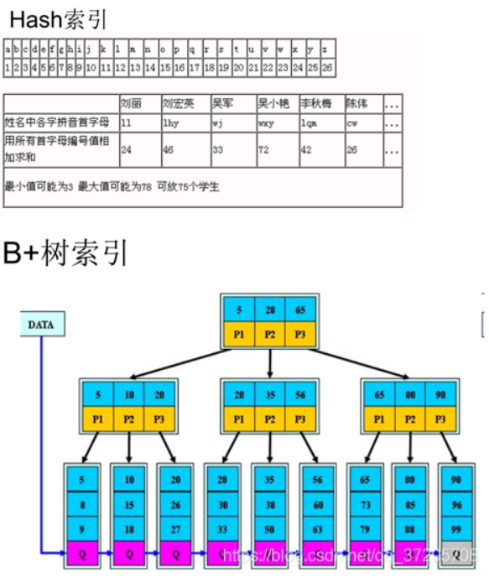 Hash索引
a b c d e f g h i j k l m n o p q r s t u v w x y z
1 2 3 4 5 6 7 8 9 10 11 12 13 14 15 16 17 18 19 20 21 22 23 24 25 26
刘丽 刘宏英 吴军 吴小艳 李秋梅 陈伟 ...
姓名中各字拼音首字母 ll lhy wj wxy lqm cw ...
用所有首字母编号值相
加求和 24 46 33 72 42 26 ...
最小值可能为3 最大值可能为78 可放75个学生
B+树索引
DATA
5 28 65
P1 P2 P3
5 10 20 28 35 56 65 80 90
P1 P2 P3 P1 P2 P3 P1 P2 P3
5 10 20 28 35 56 65 80 90
8 15 26 30 38 60 73 85 96
9 18 27 33 50 63 79 88 99
Q Q Q Q Q Q Q